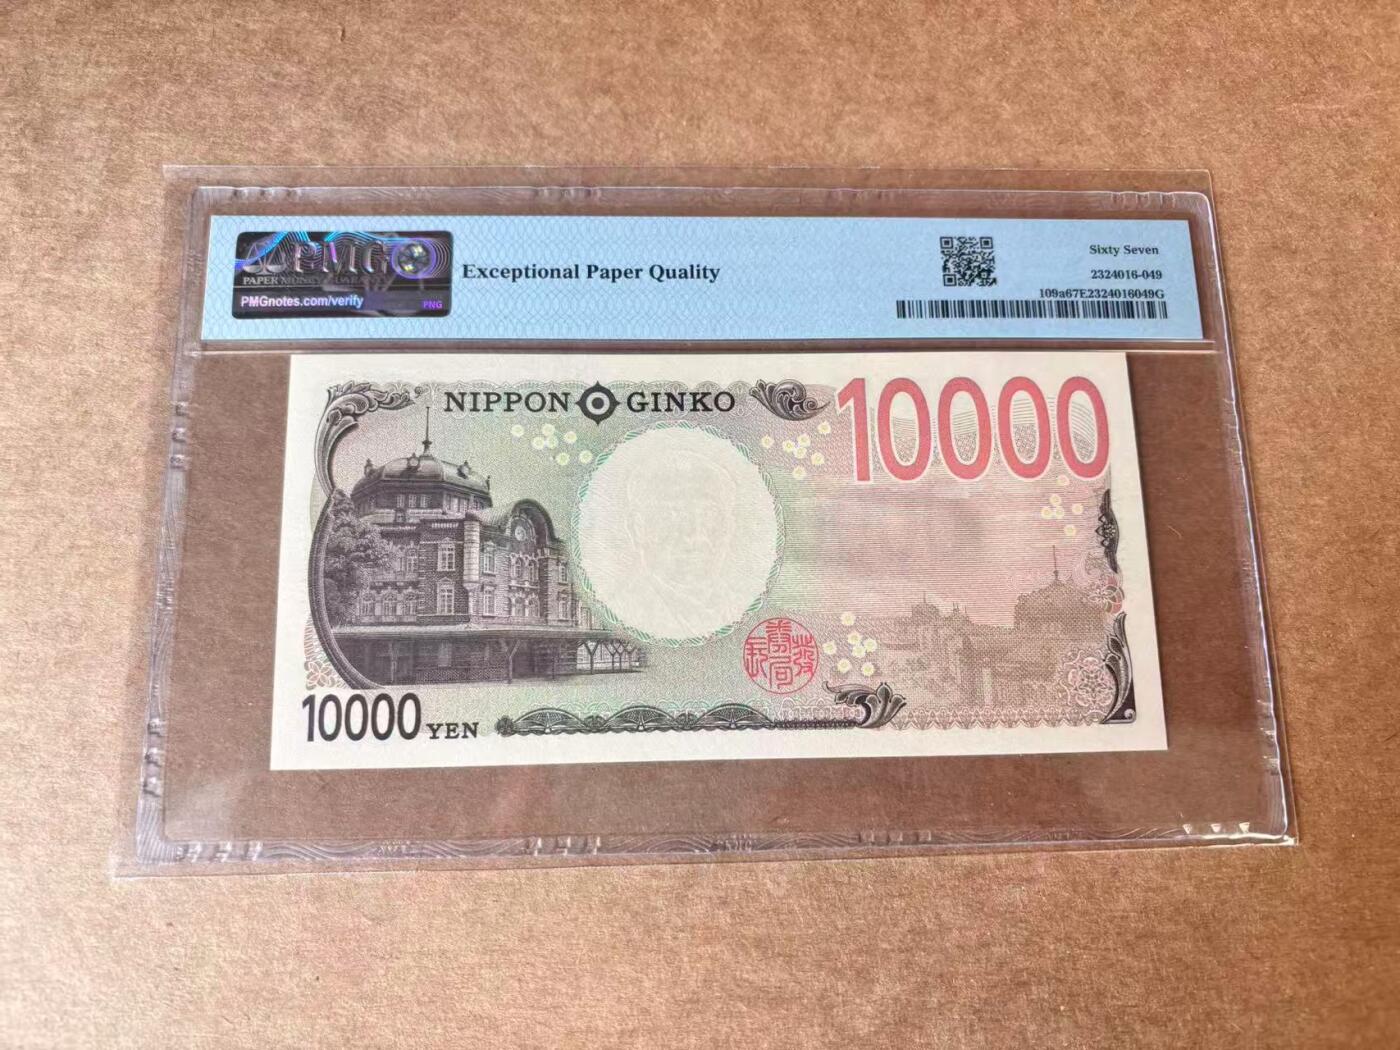 PMG
PAPER MONEY GUARANTY
PMGnotes.com/verify
PNG
Exceptional Paper Quality
Sixty Seven
2324016-049
109a67E2324016049G
NIPPON GINKO
10000
10000 YEN